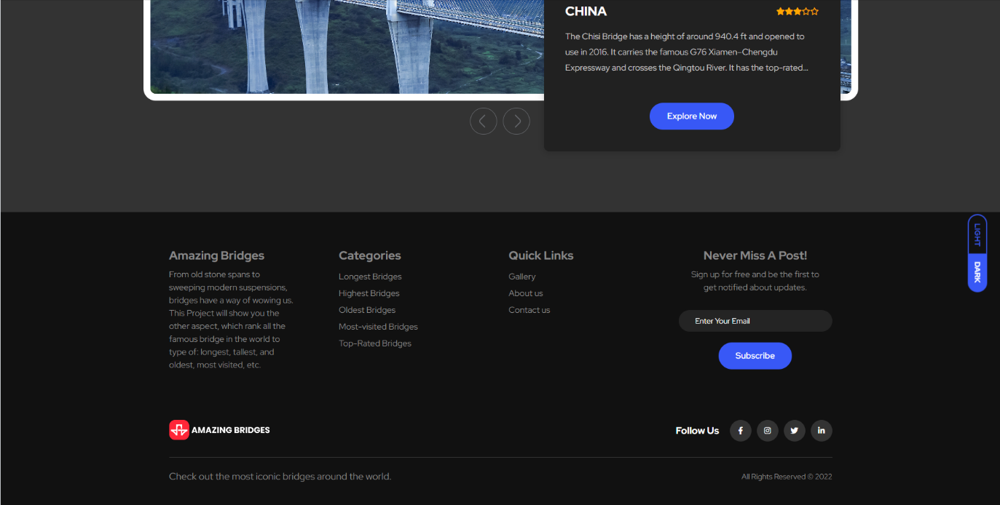 CHINA
The Chisi Bridge has a height of around 940.4 ft and opened to
use in 2016. It carries the famous G76 Xiamen–Chengdu
Expressway and crosses the Qingtou River. It has the top-rated...
Explore Now
LIGHT
DARK
Amazing Bridges
From old stone spans to
sweeping modern suspensions,
bridges have a way of wowing us.
This Project will show you the
other aspect, which rank all the
famous bridge in the world to
type of: longest, tallest, and
oldest, most visited, etc.
Categories
Longest Bridges
Highest Bridges
Oldest Bridges
Most-visited Bridges
Top-Rated Bridges
Quick Links
Gallery
About us
Contact us
Never Miss A Post!
Sign up for free and be the first to
get notified about updates.
Enter Your Email
Subscribe
AMAZING BRIDGES
Follow Us
Check out the most iconic bridges around the world.
All Rights Reserved © 2022